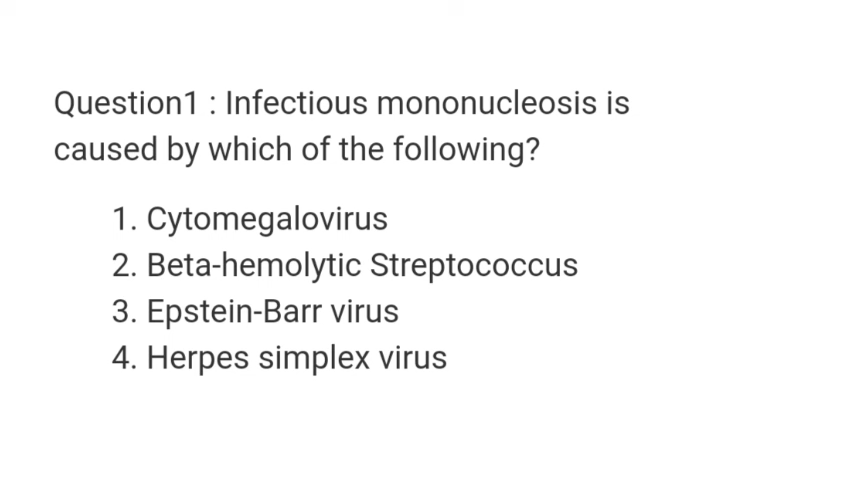 Question1 : Infectious mononucleosis is
caused by which of the following?
1. Cytomegalovirus
2. Beta-hemolytic Streptococcus
3. Epstein-Barr virus
4. Herpes simplex virus